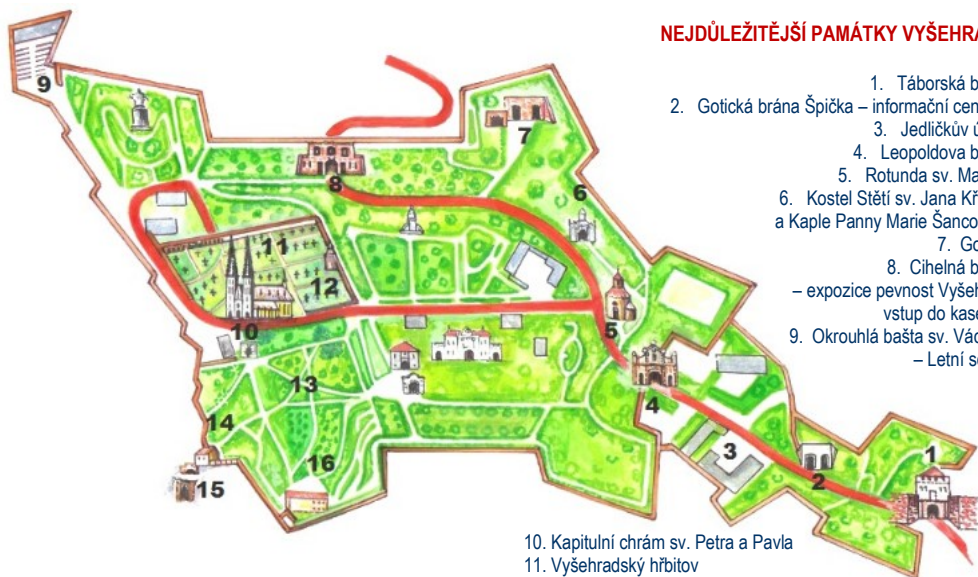 NEJDŮLEŽITĚJŠÍ PAMÁTKY VYŠEHRA
1. Táborská b
2. Gotická brána Špička – informační cen
3. Jedličkův ú
4. Leopoldova b
5. Rotunda sv. Ma
6. Kostel Stětí sv. Jana Kř
a Kaple Panny Marie Šanco
7. Go
8. Cihelná b
– expozice pevnost Vyšeh
vstup do kase
9. Okrouhlá bašta sv. Vác
– Letní s
9
7
8
6
11
12
5
10
4
13
14
3
1
2
16
15
10. Kapitulní chrám sv. Petra a Pavla
11. Vyšehradský hřbitov